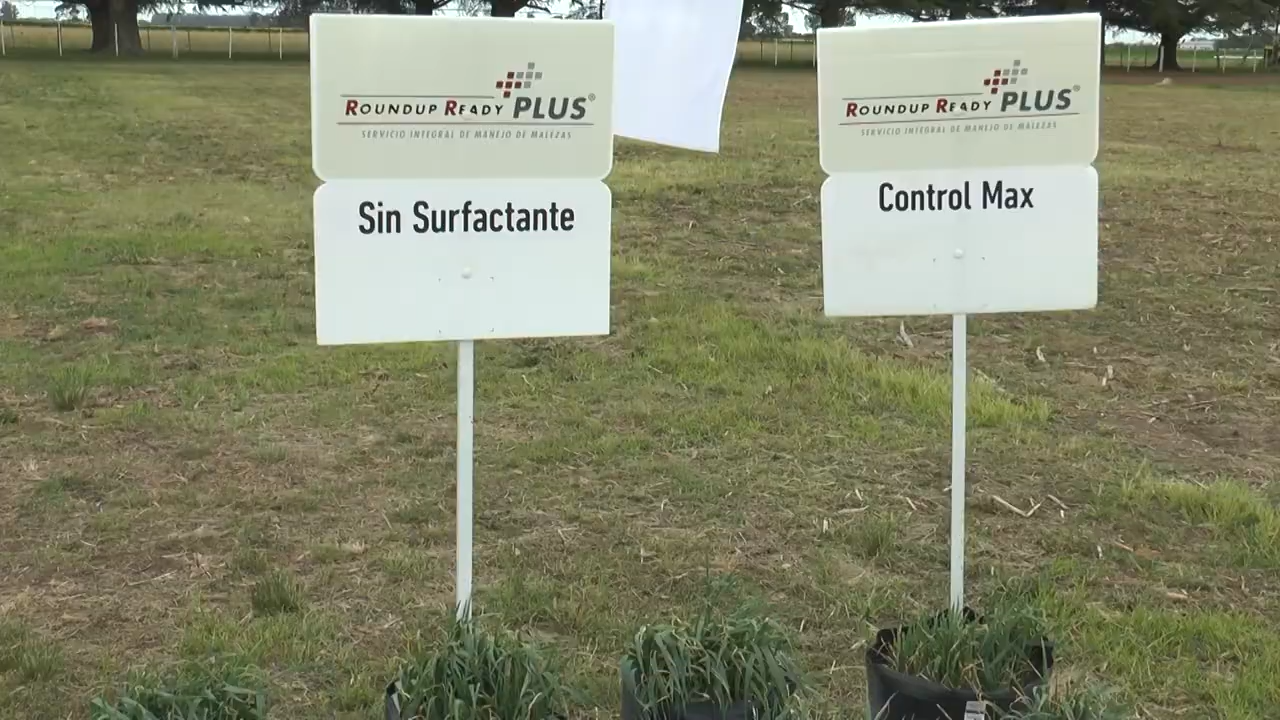 ROUNDUP READY PLUS®
SERVICIO INTEGRAL DE MANEJO DE MALEZAS
Sin Surfactante
ROUNDUP READY PLUS®
SERVICIO INTEGRAL DE MANEJO DE MALEZAS
Control Max